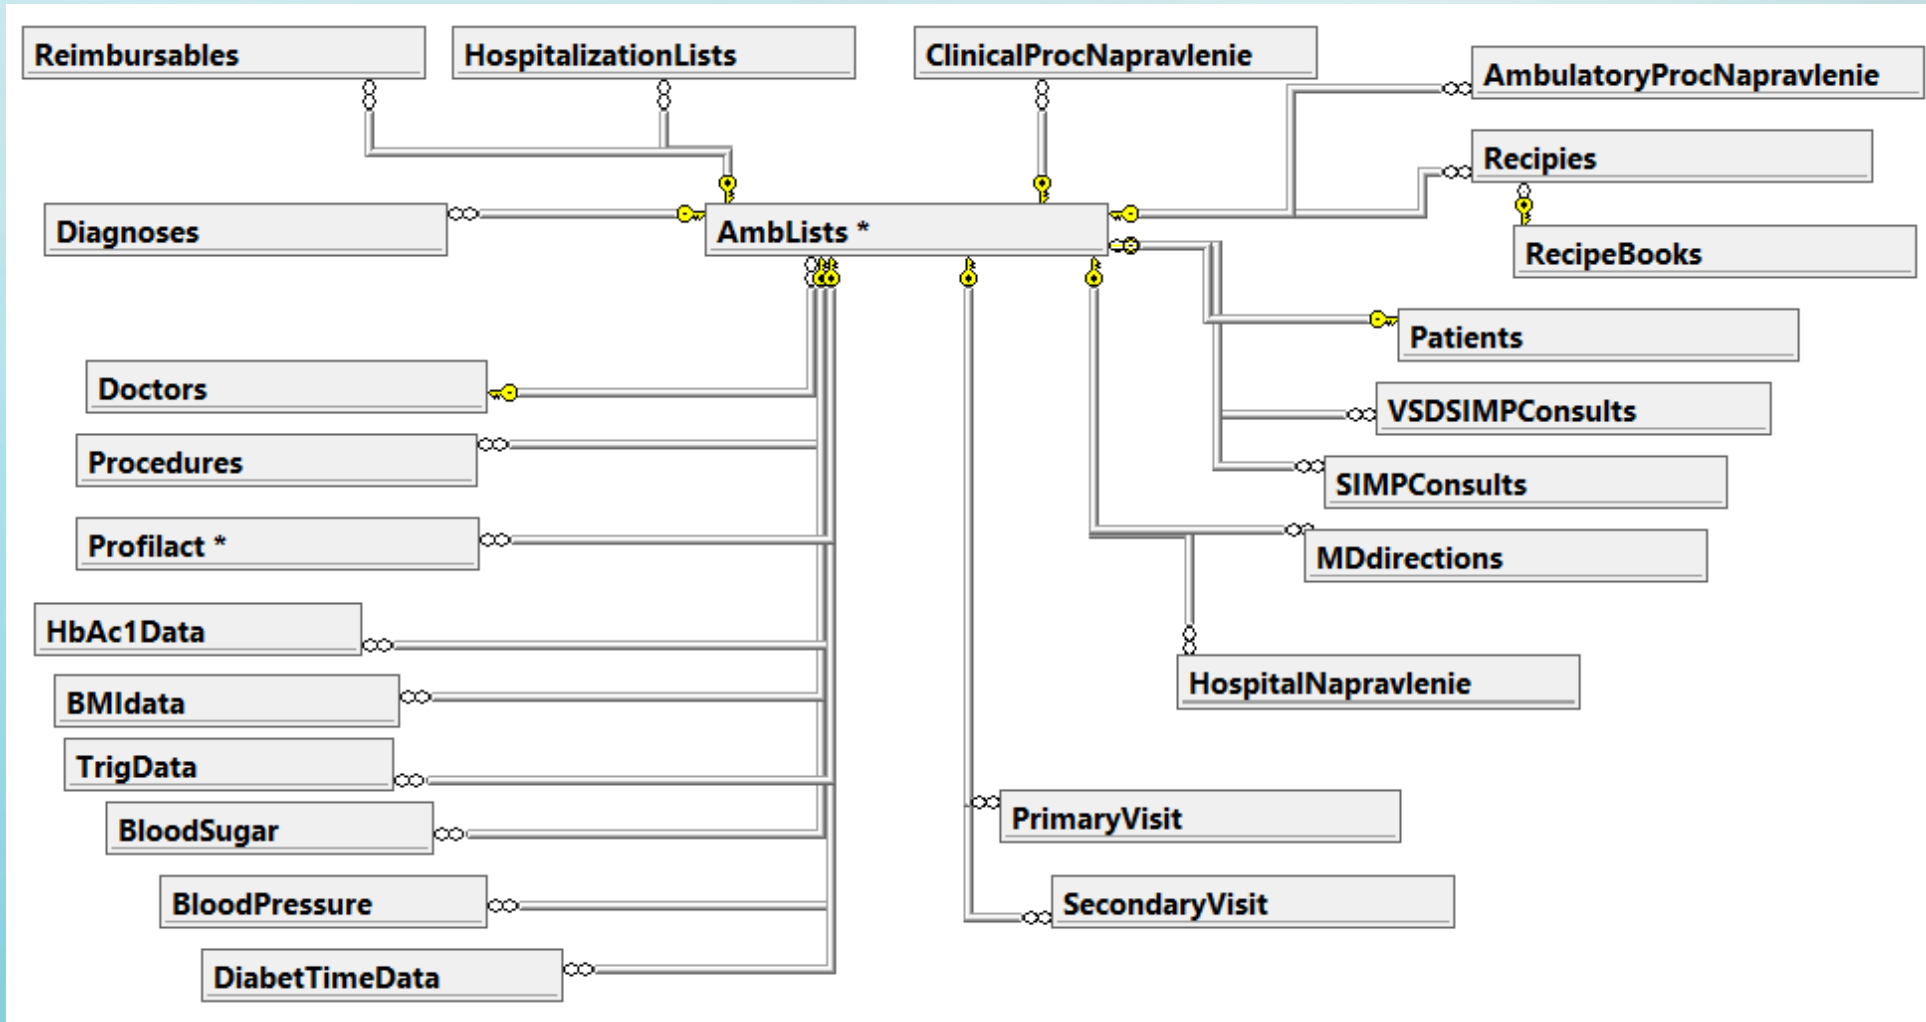 Reimbursables
HospitalizationLists
ClinicalProcNapravlenie
AmbulatoryProcNapravlenie
Recipies
Diagnoses
AmbLists *
RecipeBooks
Patients
Doctors
VSDSIMPConsults
Procedures
SIMPConsults
Profilact *
MDdirections
HbAc1Data
HospitalNapravlenie
BMIdata
TrigData
BloodSugar
PrimaryVisit
BloodPressure
SecondaryVisit
DiabetTimeData